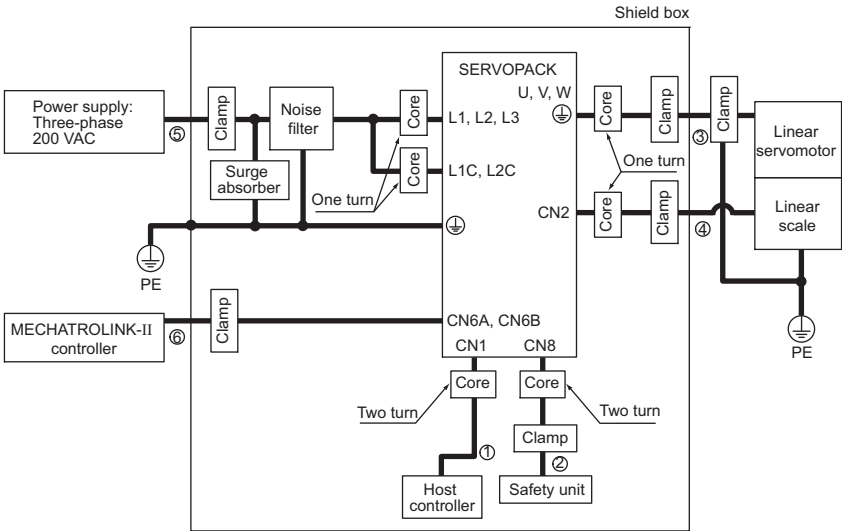 Shield box
SERVOPACK
U, V, W
Power supply:
Three-phase
200 VAC
⑤
Clamp
Noise
filter
Core
L1, L2, L3
Core
Clamp
③
Clamp
Linear
servomotor
Surge
absorber
One turn
Core
L1C, L2C
One turn
CN2
Core
Clamp
④
Linear
scale
PE
PE
MECHATROLINK-II
controller
⑥
Clamp
CN6A, CN6B
CN1
CN8
Two turn
Core
Core
Two turn
①
Clamp
②
Host
controller
Safety unit